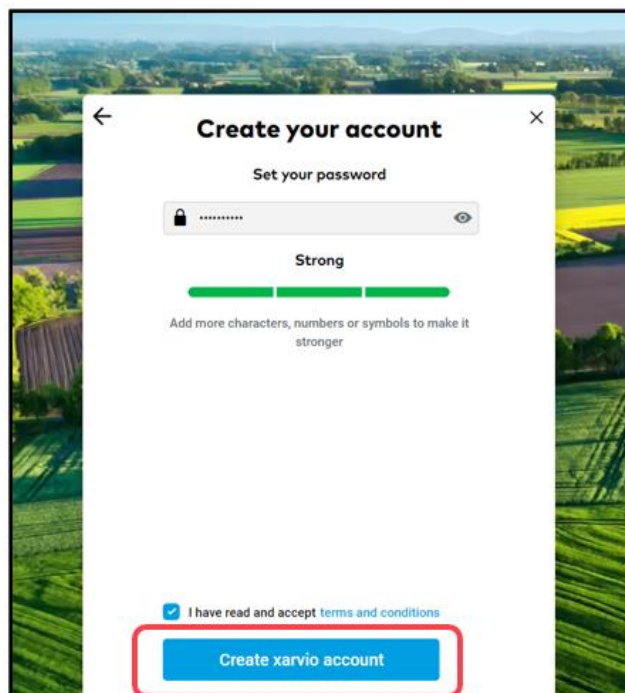 Create your account
Set your password
Strong
Add more characters, numbers or symbols to make it
stronger
I have read and accept terms and conditions
Create xarvio account